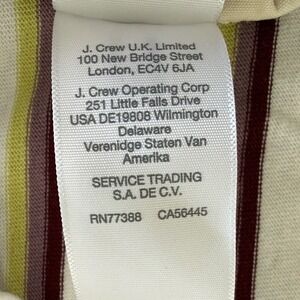 J. Crew U.K. Limited
100 New Bridge Street
London, EC4V 6JA
J. Crew Operating Corp
251 Little Falls Drive
USA DE19808 Wilmington
Delaware
Verenidge Staten Van
Amerika
SERVICE TRADING
S.A. DE C.V.
RN77388 CA56445